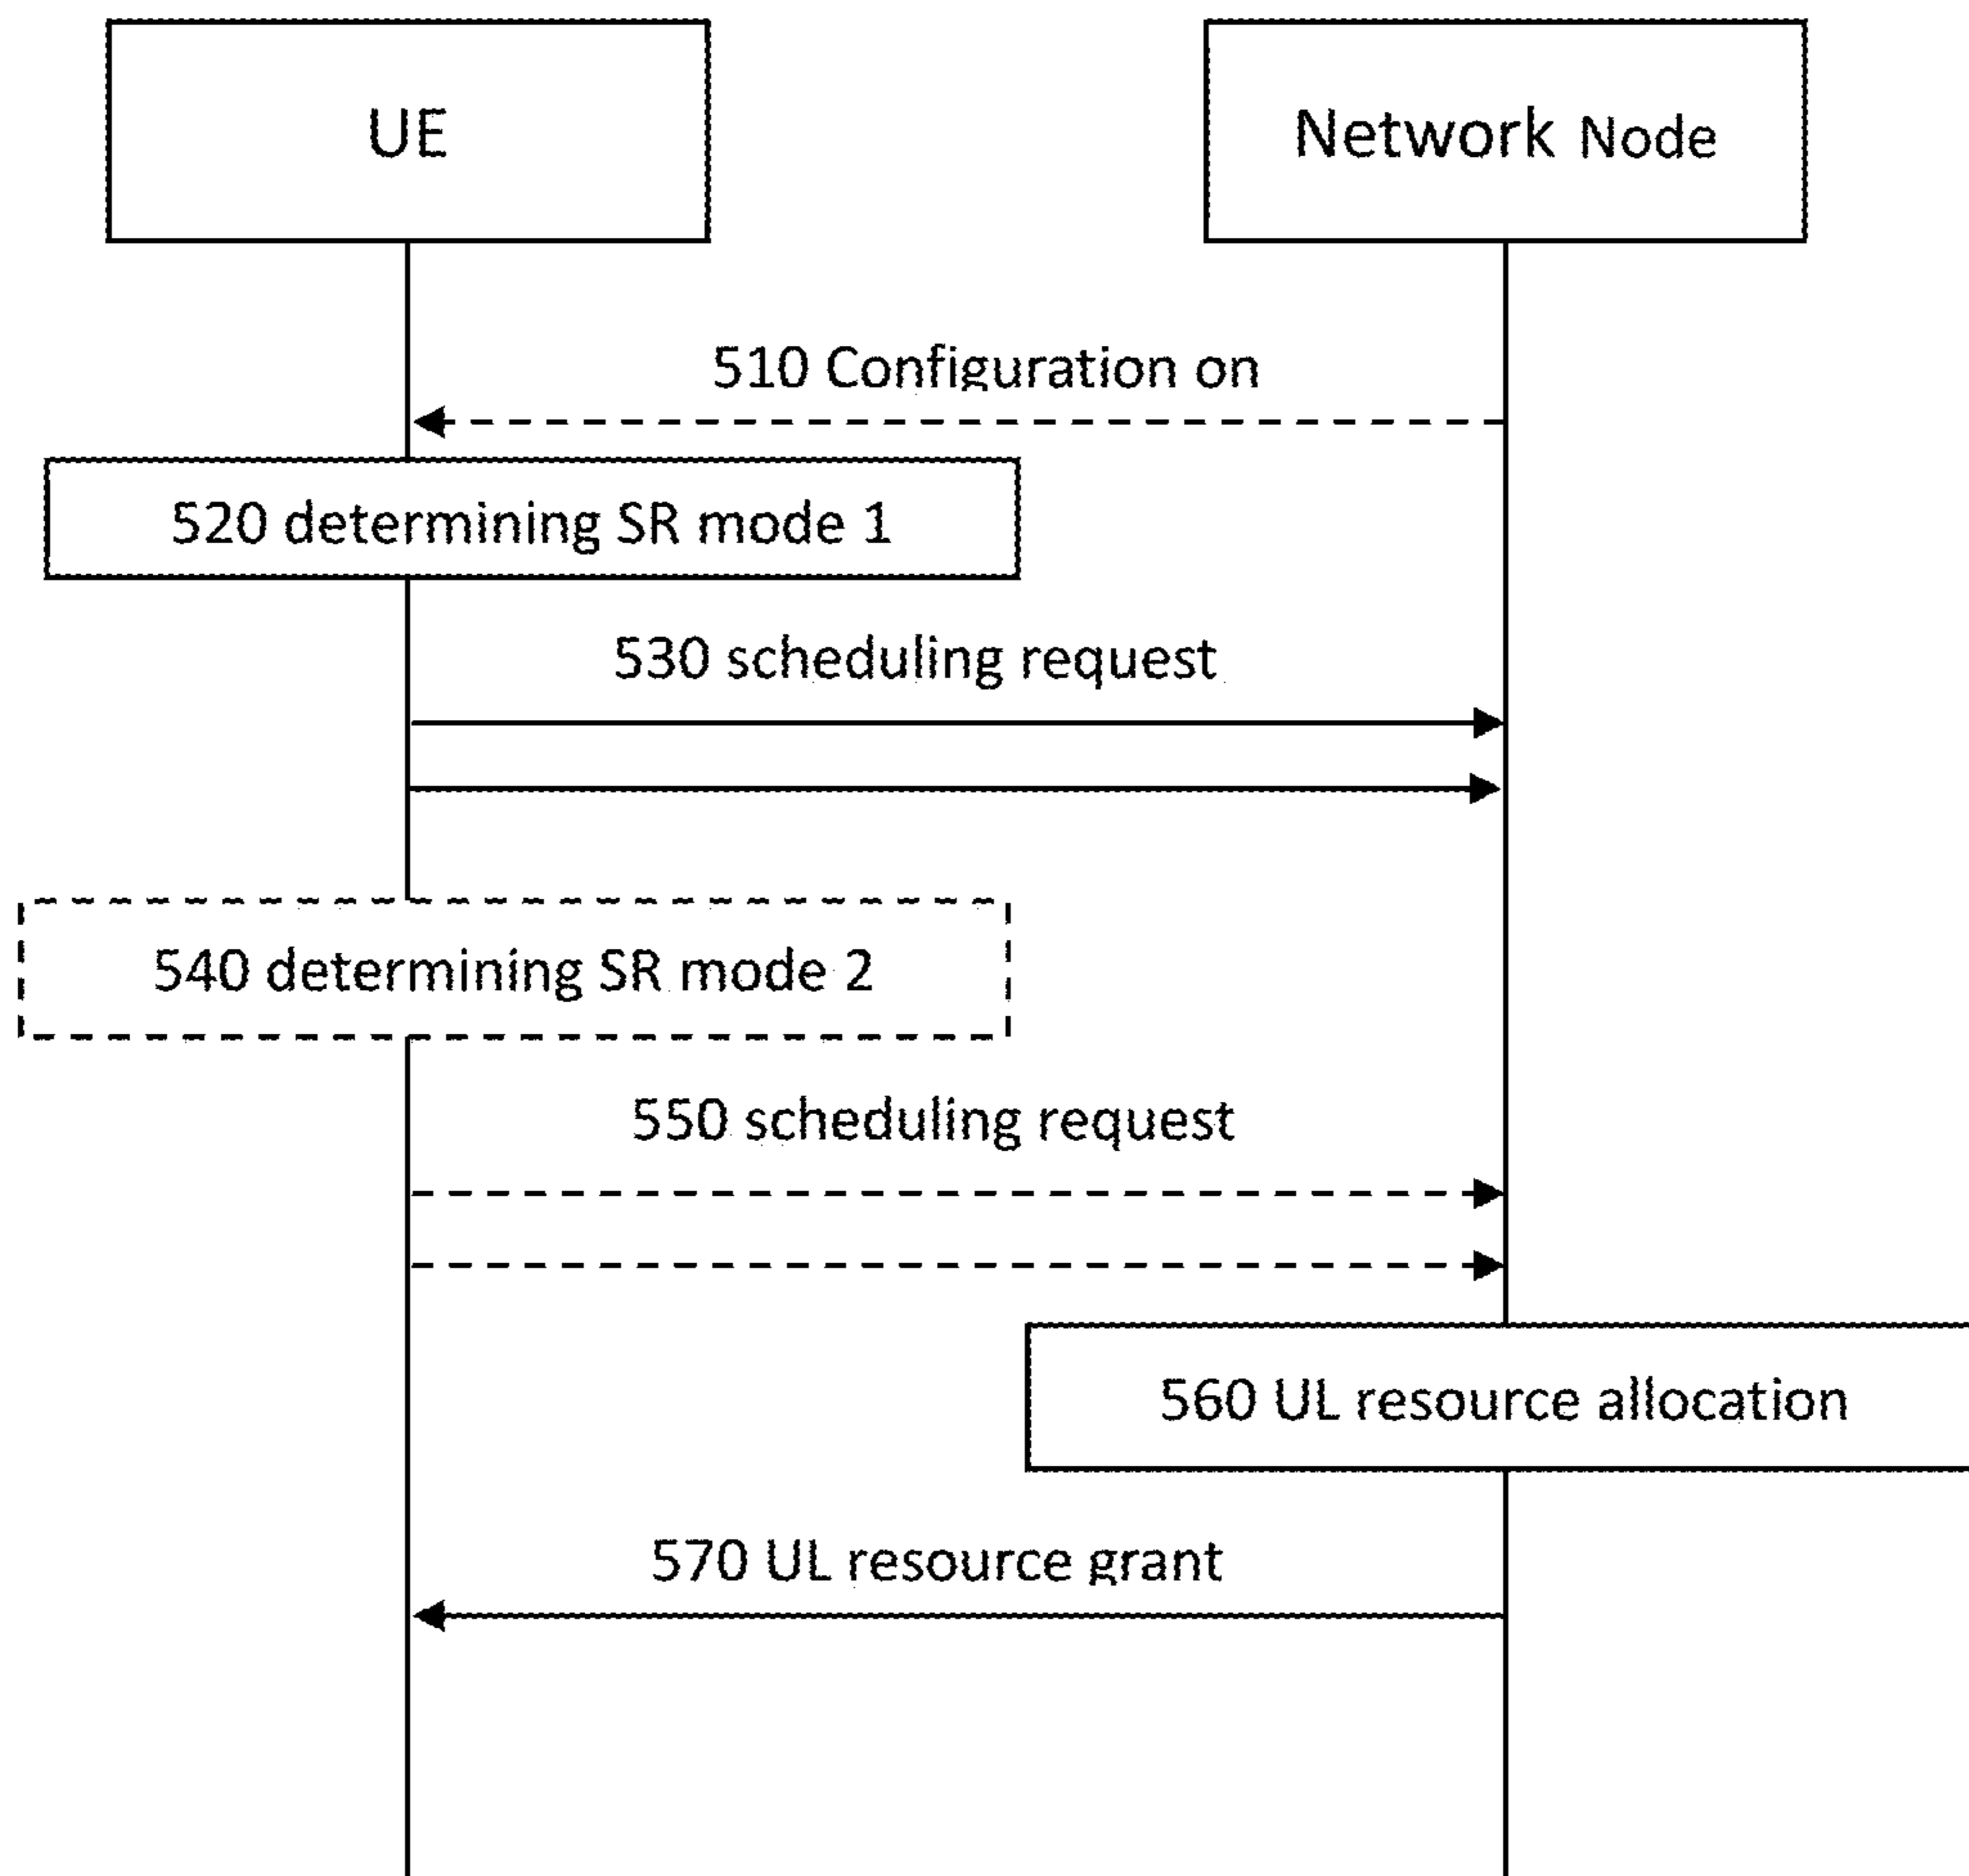 UE
Network Node
510 Configuration on
520 determining SR mode 1
530 scheduling request
540 determining SR mode 2
550 scheduling request
560 UL resource allocation
570 UL resource grant